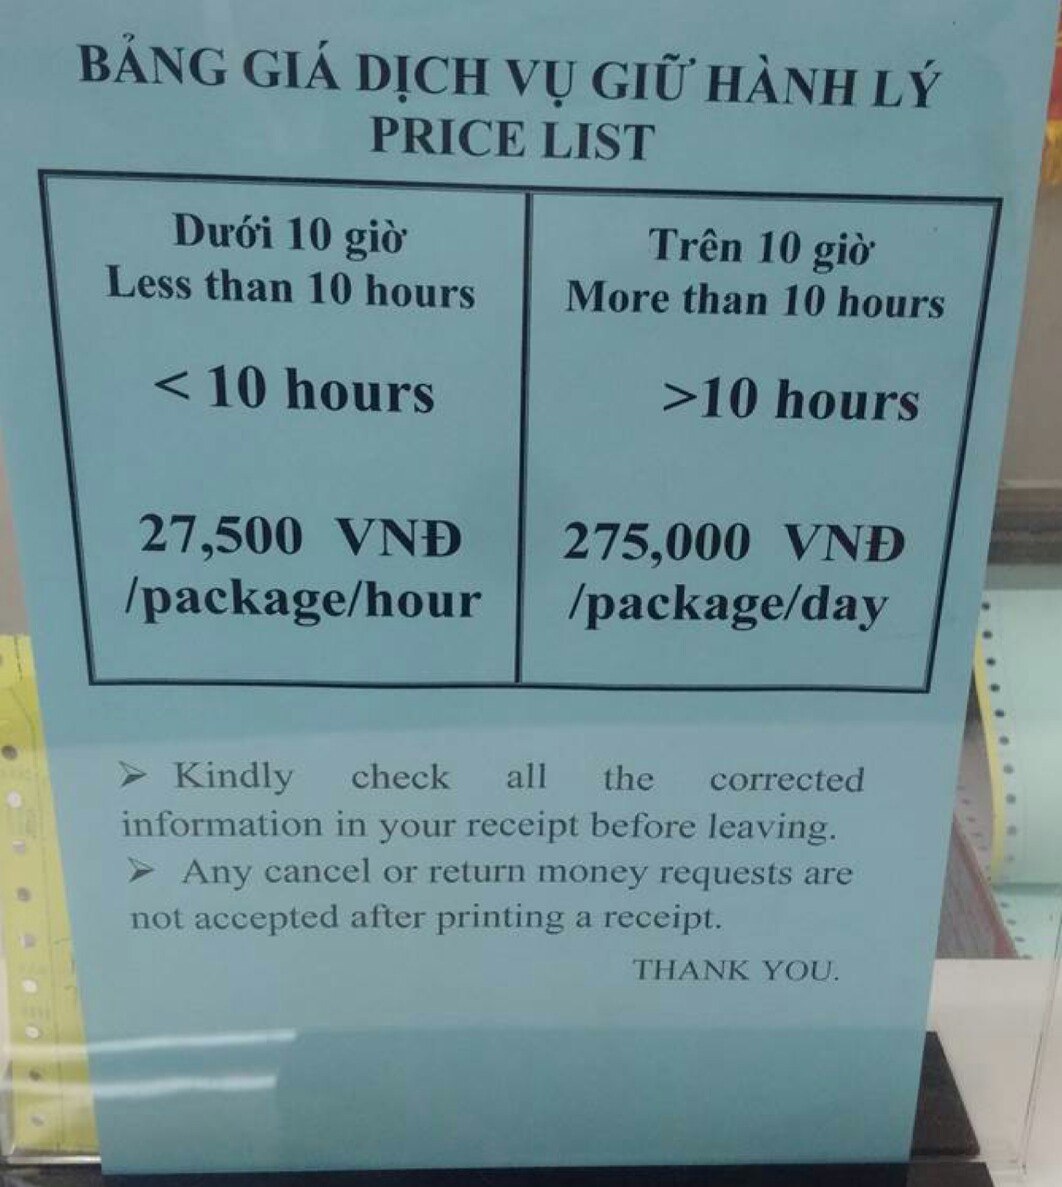 BẢNG GIÁ DỊCH VỤ GIỮ HÀNH LÝ
PRICE LIST
Dưới 10 giờ
Less than 10 hours
< 10 hours
27,500 VNĐ
/package/hour
Trên 10 giờ
More than 10 hours
>10 hours
275,000 VNĐ
/package/day
➢ Kindly check all the corrected
information in your receipt before leaving.
➢ Any cancel or return money requests are
not accepted after printing a receipt.
THANK YOU.